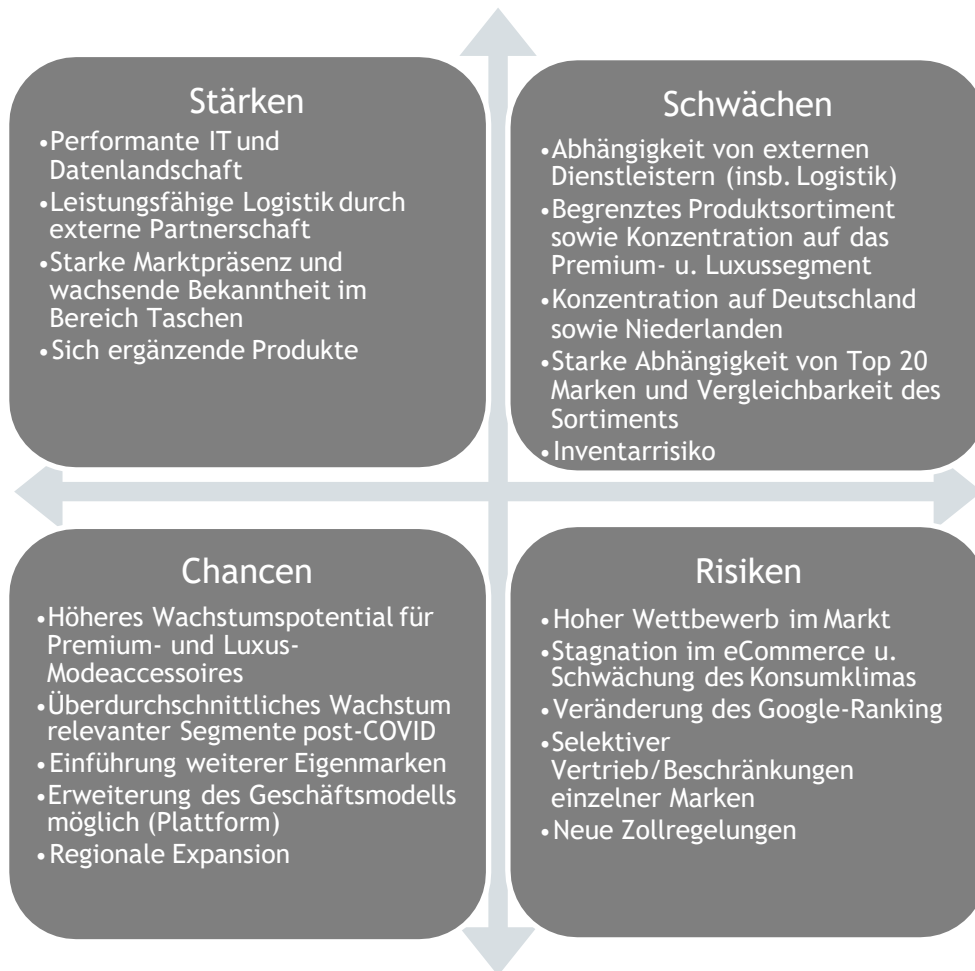 Stärken
•Performante IT und
Datenlandschaft
•Leistungsfähige Logistik durch
externe Partnerschaft
•Starke Marktpräsenz und
wachsende Bekanntheit im
Bereich Taschen
•Sich ergänzende Produkte
Schwächen
•Abhängigkeit von externen
Dienstleistern (insb. Logistik)
•Begrenztes Produktsortiment
sowie Konzentration auf das
Premium- u. Luxussegment
•Konzentration auf Deutschland
sowie Niederlanden
•Starke Abhängigkeit von Top 20
Marken und Vergleichbarkeit des
Sortiments
•Inventarrisiko
Chancen
•Höheres Wachstumspotential für
Premium- und Luxus-
Modeaccessoires
•Überdurchschnittliches Wachstum
relevanter Segmente post-COVID
•Einführung weiterer Eigenmarken
•Erweiterung des Geschäftsmodells
möglich (Plattform)
•Regionale Expansion
Risiken
•Hoher Wettbewerb im Markt
•Stagnation im eCommerce u.
Schwächung des Konsumklimas
•Veränderung des Google-Ranking
•Selektiver
Vertrieb/Beschränkungen
einzelner Marken
•Neue Zollregelungen